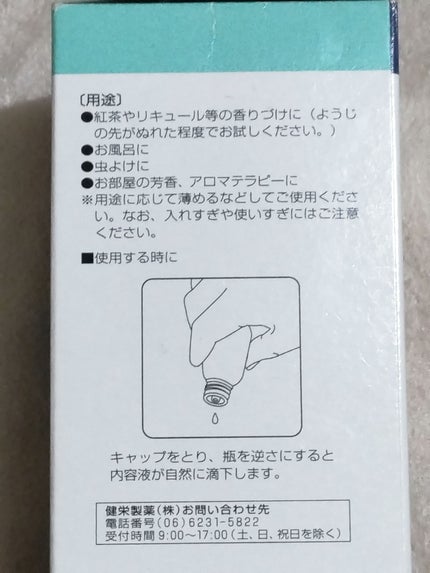 〔用途〕
●紅茶やリキュール等の香りづけに（ようじ
の先がぬれた程度でお試しください。）
●お風呂に
●虫よけに
●お部屋の芳香、アロマテラピーに
※用途に応じて薄めるなどしてご使用くださ
い。なお、入れすぎや使いすぎにはご注意
ください。
■使用する時に
キャップをとり、瓶を逆さにすると
内容液が自然に滴下します。
健栄製薬（株）お問い合わせ先
電話番号（06）6231-5822
受付時間 9:00〜17:00（土、日、祝日を除く）